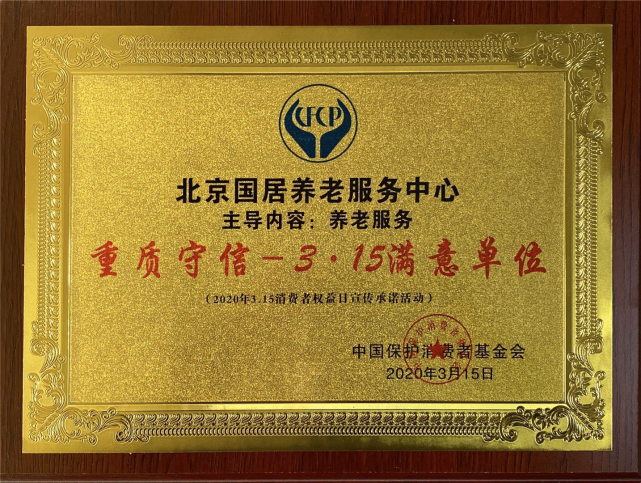 CFCP
北京国居养老服务中心
主导内容：养老服务
重质守信－3·15满意单位
（2020年3.15消费者权益日宣传承诺活动）
中国保护消费者基金会
2020年3月15日